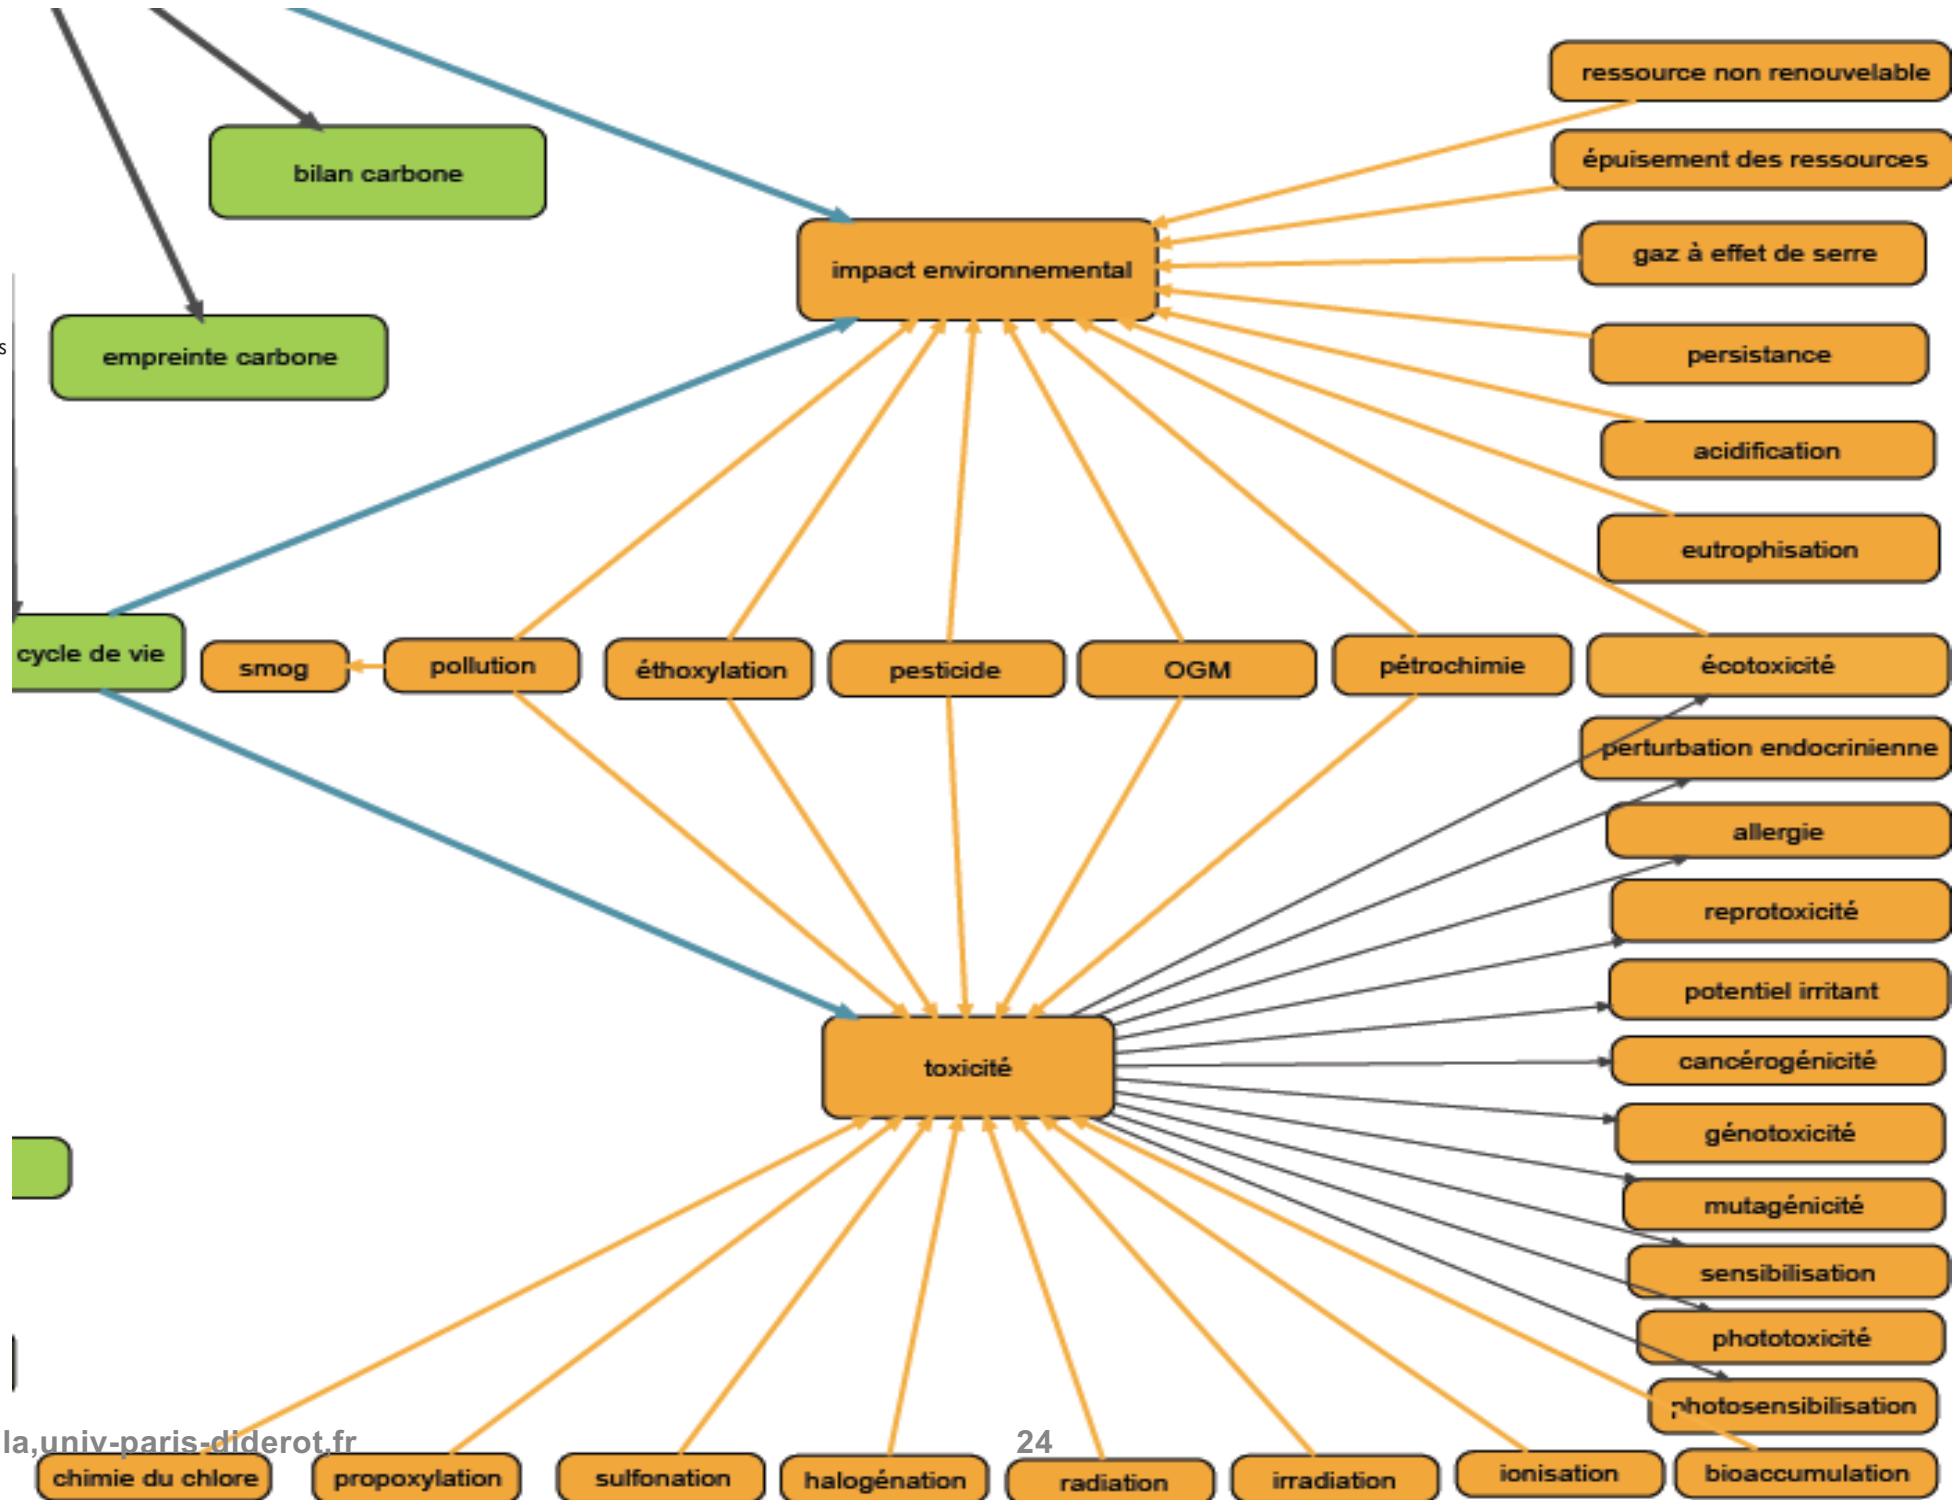 ressource non renouvelable
épuisement des ressources
bilan carbone
gaz à effet de serre
impact environnemental
s
empreinte carbone
persistance
acidification
eutrophisation
cycle de vie
smog
pollution
éthoxylation
pesticide
OGM
pétrochimie
écotoxicité
perturbation endocrinienne
allergie
reprotoxicité
potentiel irritant
toxicité
cancérogénicité
génotoxicité
mutagénicité
sensibilisation
phototoxicité
photosensibilisation
la,univ-paris-diderot,fr
24
chimie du chlore
propoxylation
sulfonation
halogénation
radiation
irradiation
ionisation
bioaccumulation